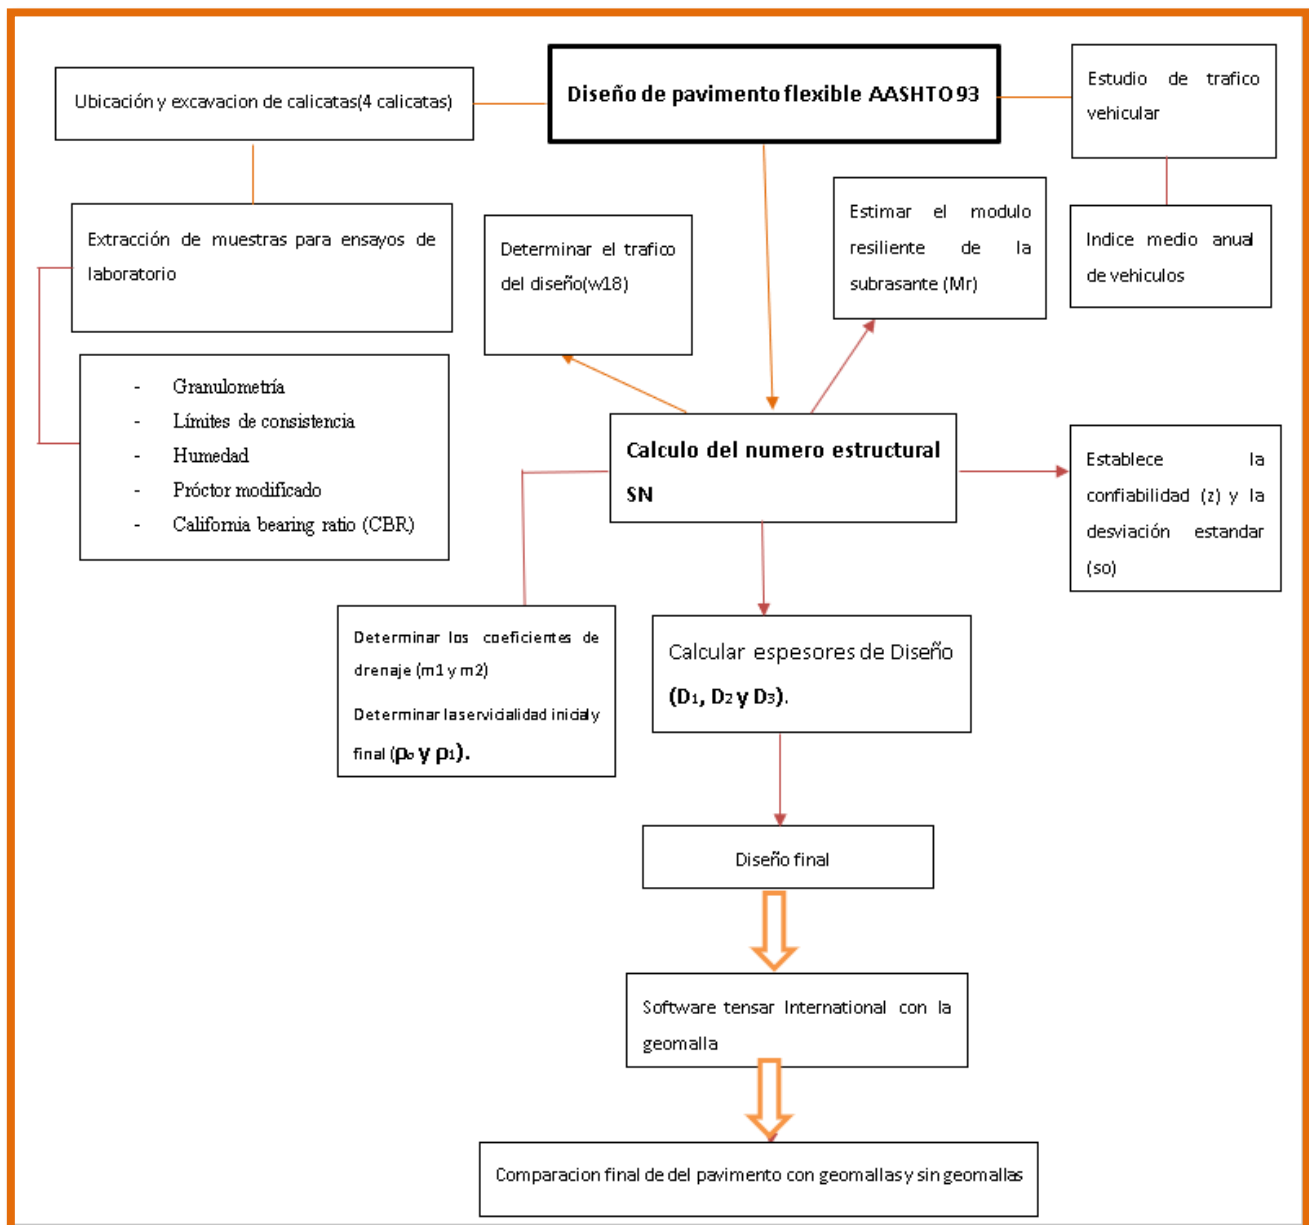 Diseño de pavimento flexible AASHTO 93
Ubicación y excavacion de calicatas(4 calicatas)
Estudio de trafico
vehicular
Extracción de muestras para ensayos de
laboratorio
Determinar el trafico
del diseño(w18)
Estimar el modulo
resiliente de la
subrasante (Mr)
Indice medio anual
de vehiculos
- Granulometría
- Límites de consistencia
- Humedad
- Próctor modificado
- California bearing ratio (CBR)
Calculo del numero estructural
SN
Establece la
confiabilidad (z) y la
desviación estandar
(so)
Determinar los coeficientes de
drenaje (m1 y m2)
Determinar la servicialidad inicial y
final (ρₒ y ρ1).
Calcular espesores de Diseño
(D1, D2 y D3).
Diseño final
Software tensar International con la
geomalla
Comparacion final de del pavimento con geomallas y sin geomallas